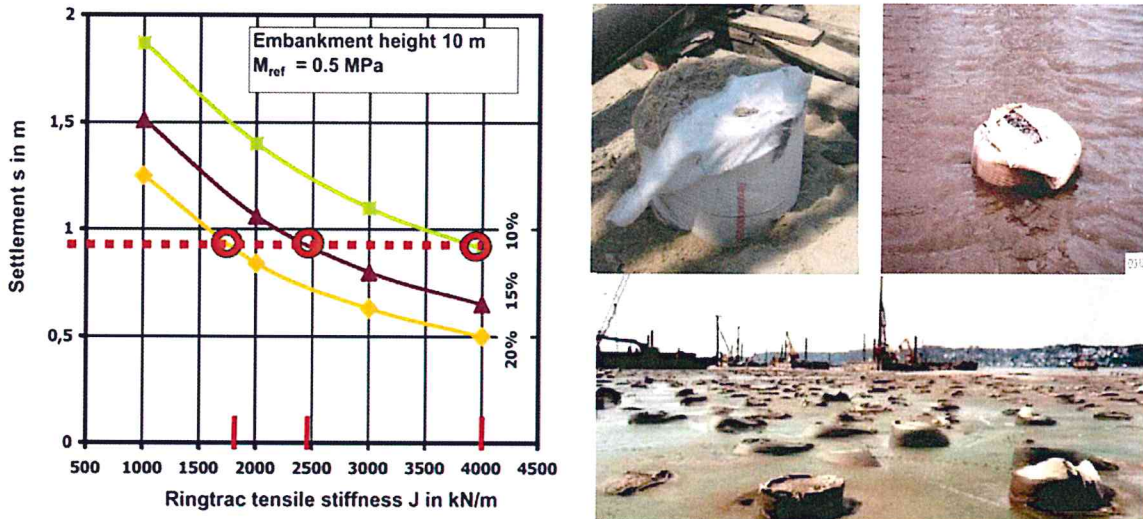 2
1,5
1
0,5
0
Settlement s in m
Embankment height 10 m
M_ref = 0.5 MPa
10%
15%
20%
500 1000 1500 2000 2500 3000 3500 4000 4500
Ringtrac tensile stiffness J in kN/m